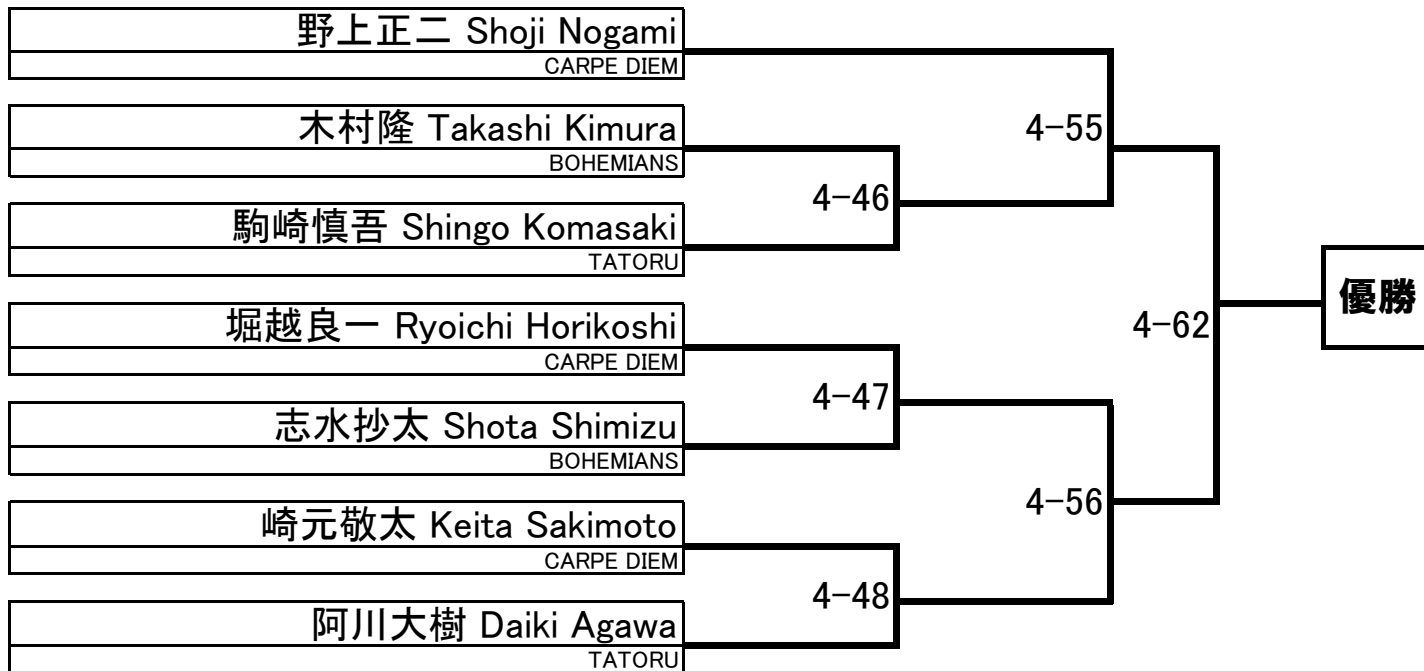 野上正二 Shoji Nogami
CARPE DIEM
木村隆 Takashi Kimura
BOHEMIANS
駒崎慎吾 Shingo Komasaki
TATORU
堀越良一 Ryoichi Horikoshi
CARPE DIEM
志水抄太 Shota Shimizu
BOHEMIANS
崎元敬太 Keita Sakimoto
CARPE DIEM
阿川大樹 Daiki Agawa
TATORU
4-46
4-47
4-48
4-55
4-56
4-62
優勝